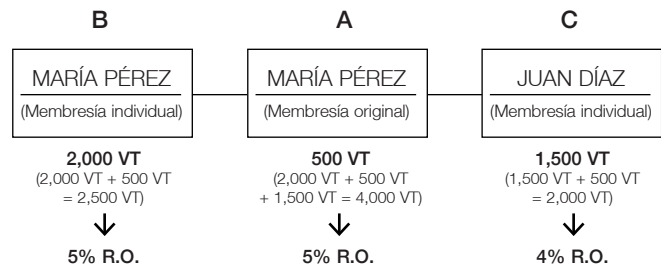 B
MARÍA PÉREZ
(Membresía individual)
2,000 VT
(2,000 VT + 500 VT
= 2,500 VT)
5% R.O.
A
MARÍA PÉREZ
(Membresía original)
500 VT
(2,000 VT + 500
+ 1,500 VT = 4,000 VT)
5% R.O.
C
JUAN DÍAZ
(Membresía individual)
1,500 VT
(1,500 VT + 500 VT
= 2,000 VT)
4% R.O.